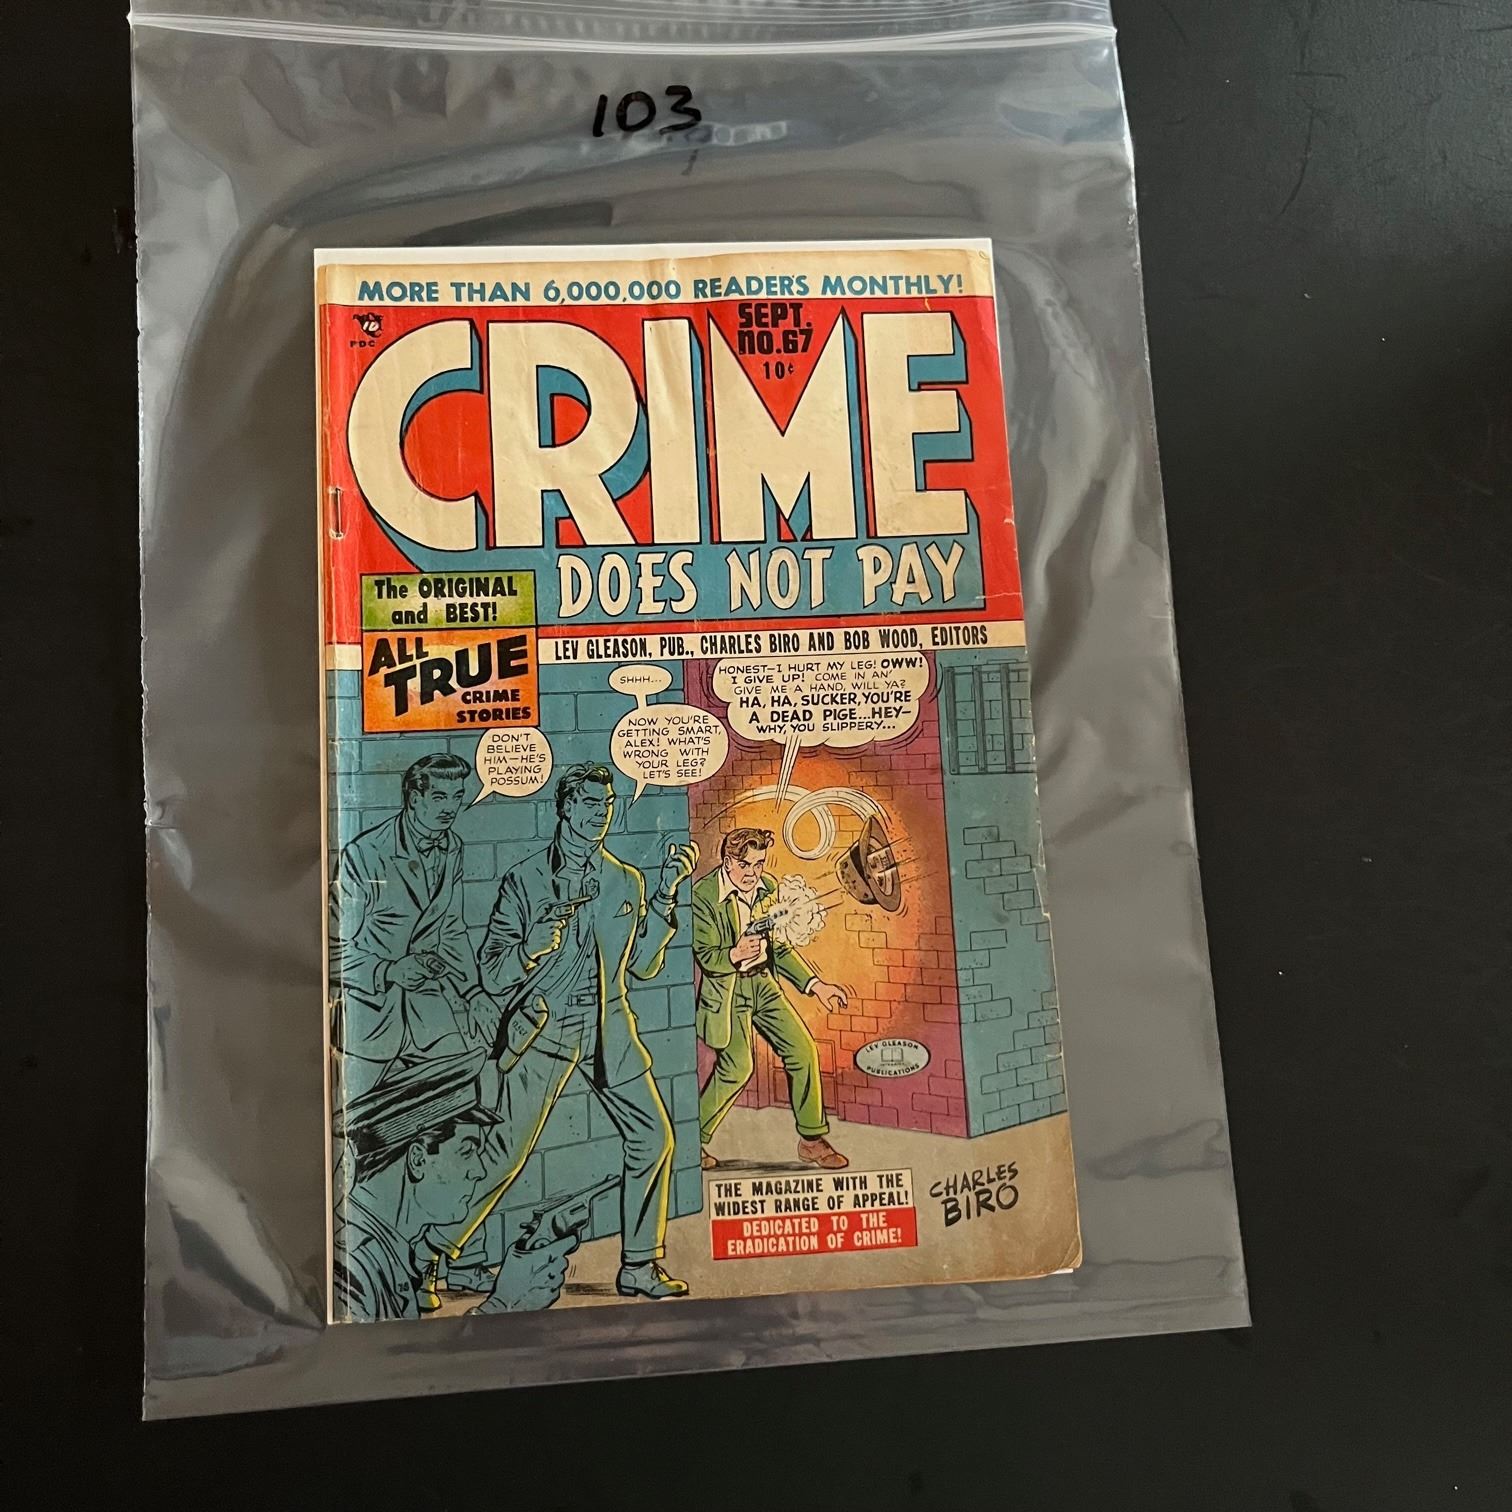 103
MORE THAN 6,000,000 READERS MONTHLY!
PDC
CRIME
SEPT.
NO.67
10¢
DOES NOT PAY
The ORIGINAL
and BEST!
ALL
TRUE
CRIME
STORIES
LEV GLEASON, PUB., CHARLES BIRO AND BOB WOOD, EDITORS
DON'T
BELIEVE
HIM—HE'S
PLAYING
POSSUM!
SHHH...
NOW YOU'RE
GETTING SMART,
ALEX! WHAT'S
WRONG WITH
YOUR LEG?
LET'S SEE!
HONEST—I HURT MY LEG! OWW!
I GIVE UP! COME IN AN'
GIVE ME A HAND, WILL YA?
HA, HA, SUCKER, YOU'RE
A DEAD PIGE...HEY—
WHY, YOU SLIPPERY...
LEV GLEASON
PUBLICATIONS
THE MAGAZINE WITH THE
WIDEST RANGE OF APPEAL!
DEDICATED TO THE
ERADICATION OF CRIME!
CHARLES
BIRO